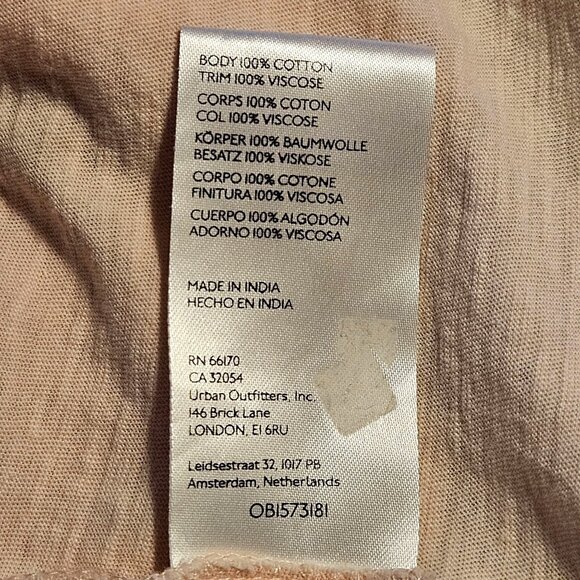 BODY 100% COTTON
TRIM 100% VISCOSE
CORPS 100% COTON
COL 100% VISCOSE
KÖRPER 100% BAUMWOLLE
BESATZ 100% VISKOSE
CORPO 100% COTONE
FINITURA 100% VISCOSA
CUERPO 100% ALGODÓN
ADORNO 100% VISCOSA
MADE IN INDIA
HECHO EN INDIA
RN 66170
CA 32054
Urban Outfitters, Inc.
146 Brick Lane
LONDON, E1 6RU
Leidsestraat 32, 1017 PB
Amsterdam, Netherlands
OB1573181